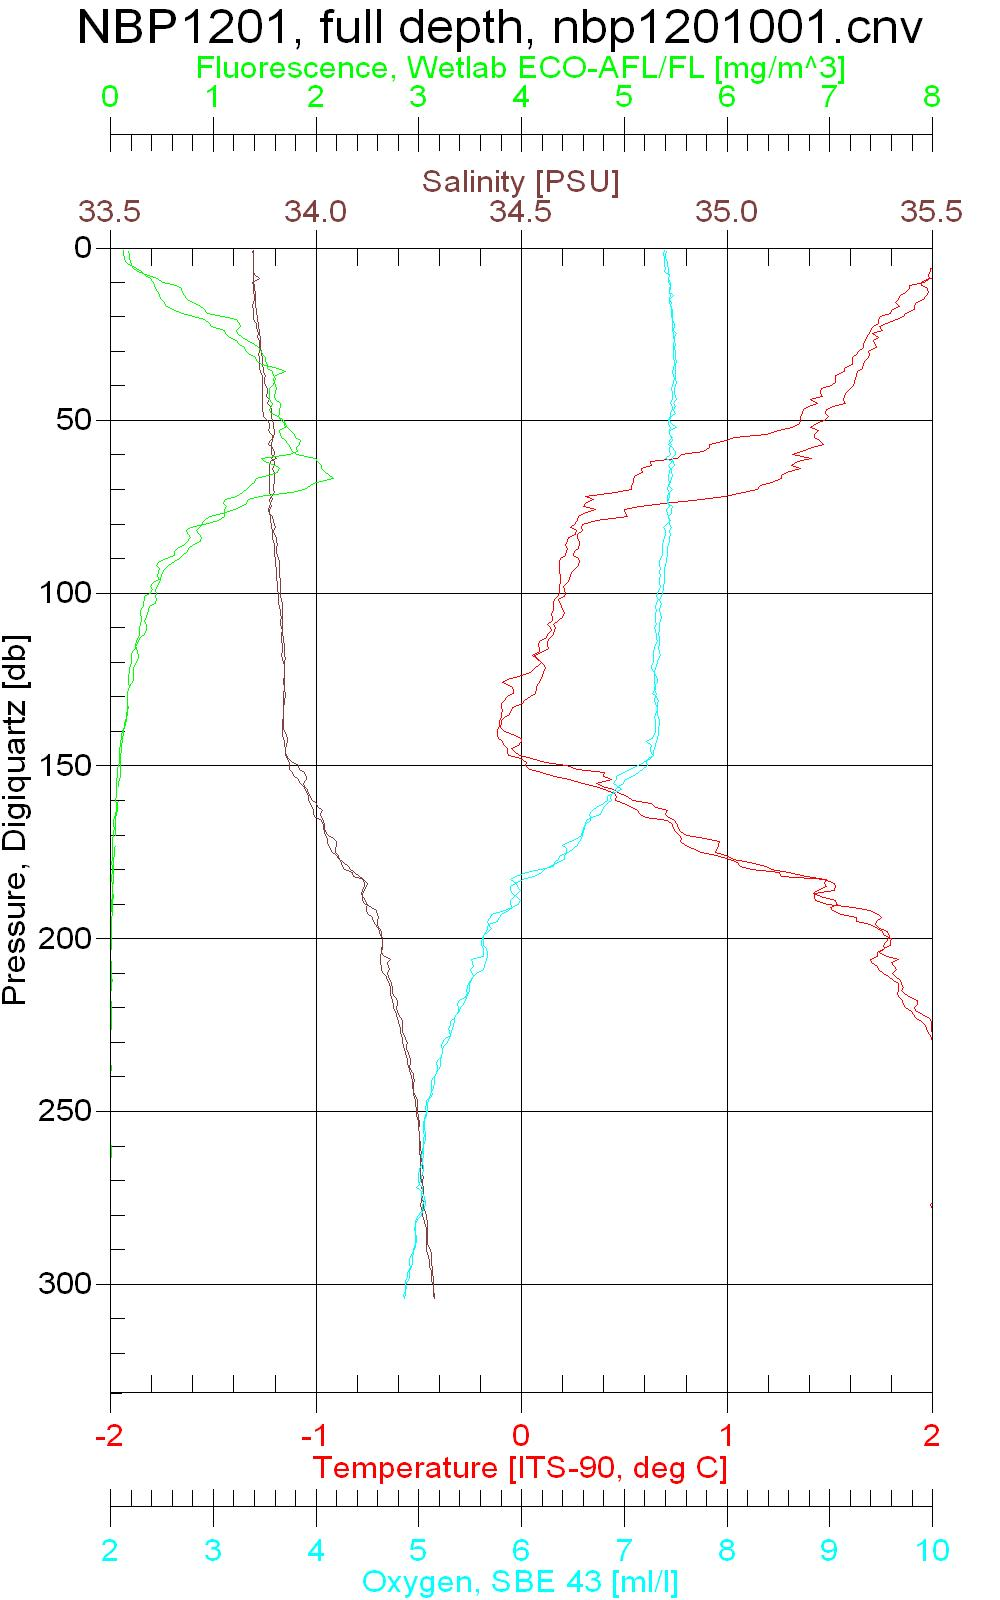 NBP1201, full depth, nbp1201001.cnv
Fluorescence, Wetlab ECO-AFL/FL [mg/m^3]
0 1 2 3 4 5 6 7 8
Salinity [PSU]
33.5 34.0 34.5 35.0 35.5
0
50
100
150
200
250
300
Pressure, Digiquartz [db]
-2 -1 0 1 2
Temperature [ITS-90, deg C]
2 3 4 5 6 7 8 9 10
Oxygen, SBE 43 [ml/l]